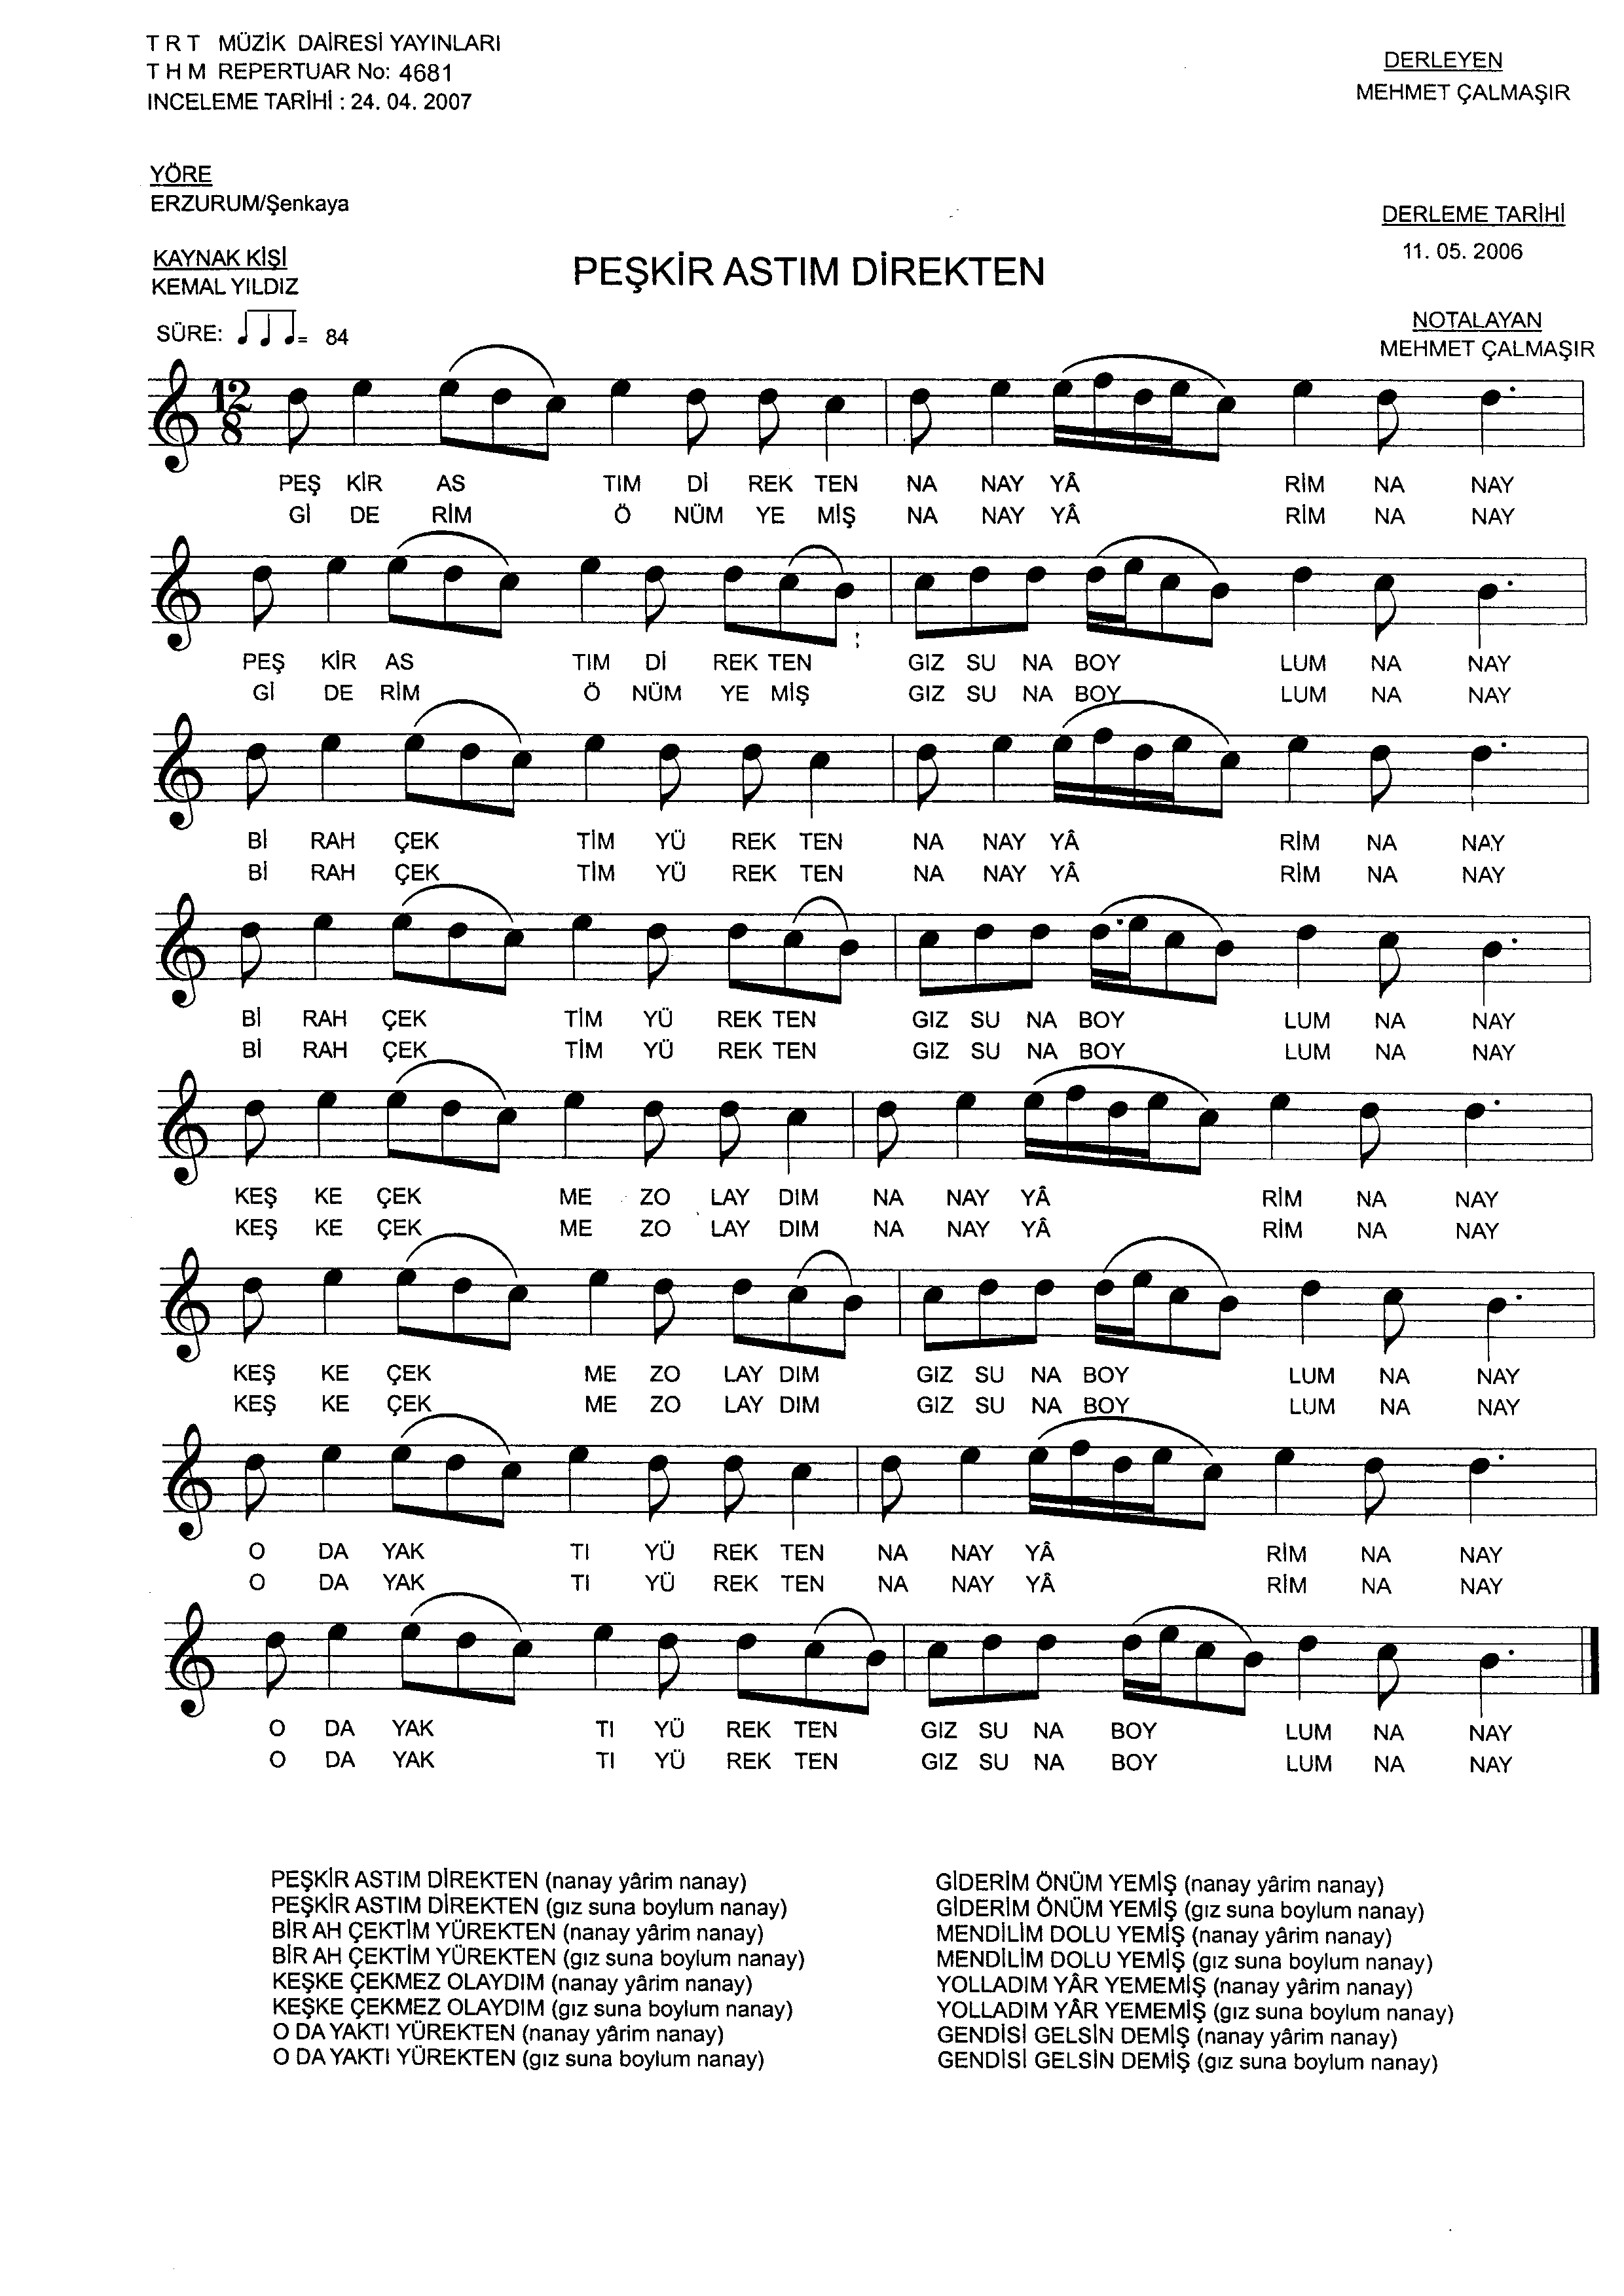 T R T MÜZİK DAİRESİ YAYINLARI
T H M REPERTUAR No: 4681
INCELEME TARİHİ : 24. 04. 2007
DERLEYEN
MEHMET ÇALMAŞIR
YÖRE
ERZURUM/Şenkaya
DERLEME TARİHİ
11. 05. 2006
KAYNAK KİŞİ
KEMAL YILDIZ
PEŞKİR ASTIM DİREKTEN
NOTALAYAN
MEHMET ÇALMAŞIR
SÜRE: = 84
12
8
PEŞ KİR AS TIM Dİ REK TEN NA NAY YÂ RİM NA NAY
Gİ DE RİM Ö NÜM YE MİŞ NA NAY YÂ RİM NA NAY
PEŞ KİR AS TIM Dİ REK TEN GIZ SU NA BOY LUM NA NAY
Gİ DE RİM Ö NÜM YE MİŞ GIZ SU NA BOY LUM NA NAY
Bİ RAH ÇEK TİM YÜ REK TEN NA NAY YÂ RİM NA NAY
Bİ RAH ÇEK TİM YÜ REK TEN NA NAY YÂ RİM NA NAY
Bİ RAH ÇEK TİM YÜ REK TEN GIZ SU NA BOY LUM NA NAY
Bİ RAH ÇEK TİM YÜ REK TEN GIZ SU NA BOY LUM NA NAY
KEŞ KE ÇEK ME ZO LAY DIM NA NAY YÂ RİM NA NAY
KEŞ KE ÇEK ME ZO LAY DIM NA NAY YÂ RİM NA NAY
KEŞ KE ÇEK ME ZO LAY DIM GIZ SU NA BOY LUM NA NAY
KEŞ KE ÇEK ME ZO LAY DIM GIZ SU NA BOY LUM NA NAY
O DA YAK TI YÜ REK TEN NA NAY YÂ RİM NA NAY
O DA YAK TI YÜ REK TEN NA NAY YÂ RİM NA NAY
O DA YAK TI YÜ REK TEN GIZ SU NA BOY LUM NA NAY
O DA YAK TI YÜ REK TEN GIZ SU NA BOY LUM NA NAY
PEŞKİR ASTIM DİREKTEN (nanay yârim nanay)
PEŞKİR ASTIM DİREKTEN (gız suna boylum nanay)
BİR AH ÇEKTİM YÜREKTEN (nanay yârim nanay)
BİR AH ÇEKTİM YÜREKTEN (gız suna boylum nanay)
KEŞKE ÇEKMEZ OLAYDIM (nanay yârim nanay)
KEŞKE ÇEKMEZ OLAYDIM (gız suna boylum nanay)
O DA YAKTI YÜREKTEN (nanay yârim nanay)
O DA YAKTI YÜREKTEN (gız suna boylum nanay)
GİDERİM ÖNÜM YEMİŞ (nanay yârim nanay)
GİDERİM ÖNÜM YEMİŞ (gız suna boylum nanay)
MENDİLİM DOLU YEMİŞ (nanay yârim nanay)
MENDİLİM DOLU YEMİŞ (gız suna boylum nanay)
YOLLADIM YÂR YEMEMİŞ (nanay yârim nanay)
YOLLADIM YÂR YEMEMİŞ (gız suna boylum nanay)
GENDİSİ GELSİN DEMİŞ (nanay yârim nanay)
GENDİSİ GELSİN DEMİŞ (gız suna boylum nanay)